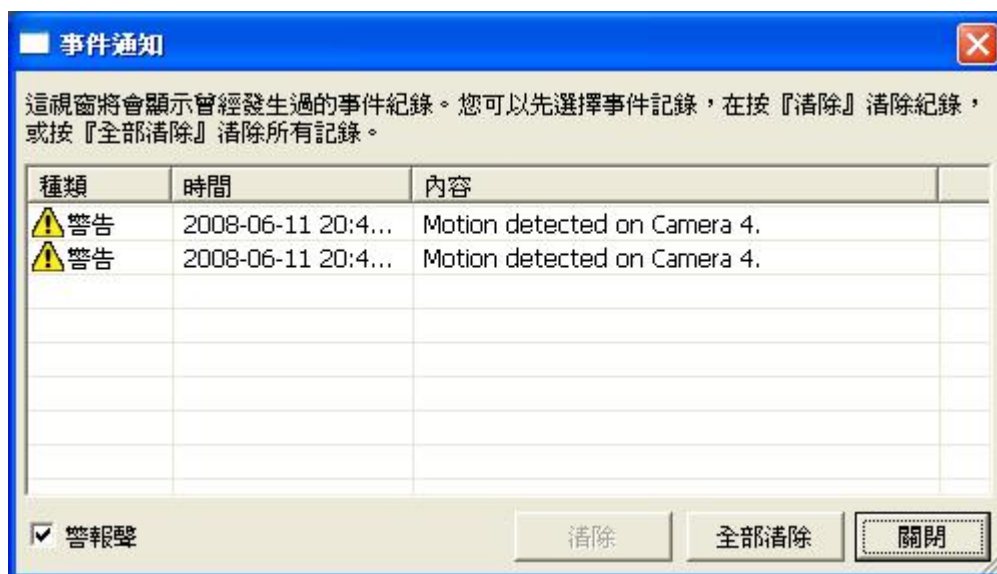 事件通知
這視窗將會顯示曾經發生過的事件紀錄。您可以先選擇事件記錄，在按『清除』清除紀錄，
或按『全部清除』清除所有記錄。
種類 時間 內容
警告 2008-06-11 20:4... Motion detected on Camera 4.
警告 2008-06-11 20:4... Motion detected on Camera 4.
警報聲 清除 全部清除 關閉